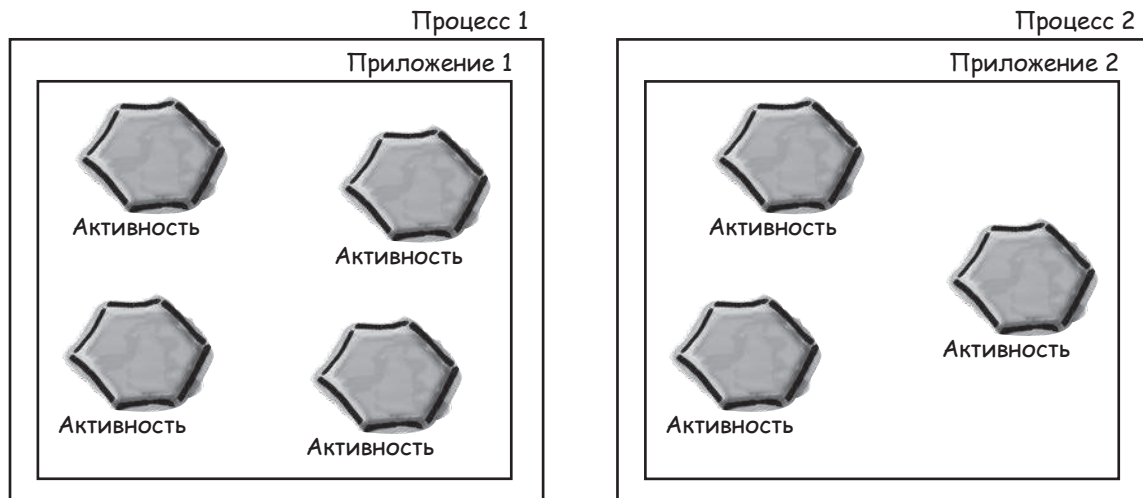 Процесс 1
Приложение 1
Активность
Активность
Активность
Активность
Процесс 2
Приложение 2
Активность
Активность
Активность